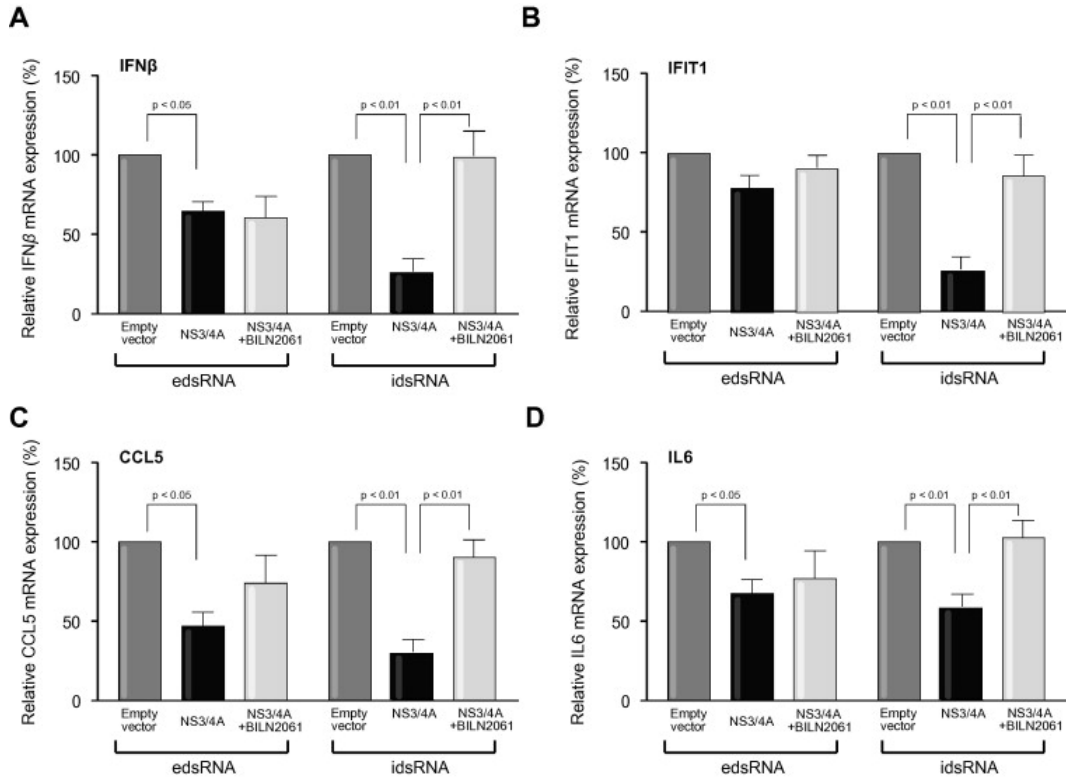 A
IFNβ
Relative IFNβ mRNA expression (%)
150
100
50
0
p < 0.05
p < 0.01
p < 0.01
Empty
vector
NS3/4A
NS3/4A
+BILN2061
Empty
vector
NS3/4A
NS3/4A
+BILN2061
edsRNA
idsRNA
B
IFIT1
Relative IFIT1 mRNA expression (%)
150
100
50
0
p < 0.01
p < 0.01
Empty
vector
NS3/4A
NS3/4A
+BILN2061
Empty
vector
NS3/4A
NS3/4A
+BILN2061
edsRNA
idsRNA
C
CCL5
Relative CCL5 mRNA expression (%)
150
100
50
0
p < 0.05
p < 0.01
p < 0.01
Empty
vector
NS3/4A
NS3/4A
+BILN2061
Empty
vector
NS3/4A
NS3/4A
+BILN2061
edsRNA
idsRNA
D
IL6
Relative IL6 mRNA expression (%)
150
100
50
0
p < 0.05
p < 0.01
p < 0.01
Empty
vector
NS3/4A
NS3/4A
+BILN2061
Empty
vector
NS3/4A
NS3/4A
+BILN2061
edsRNA
idsRNA